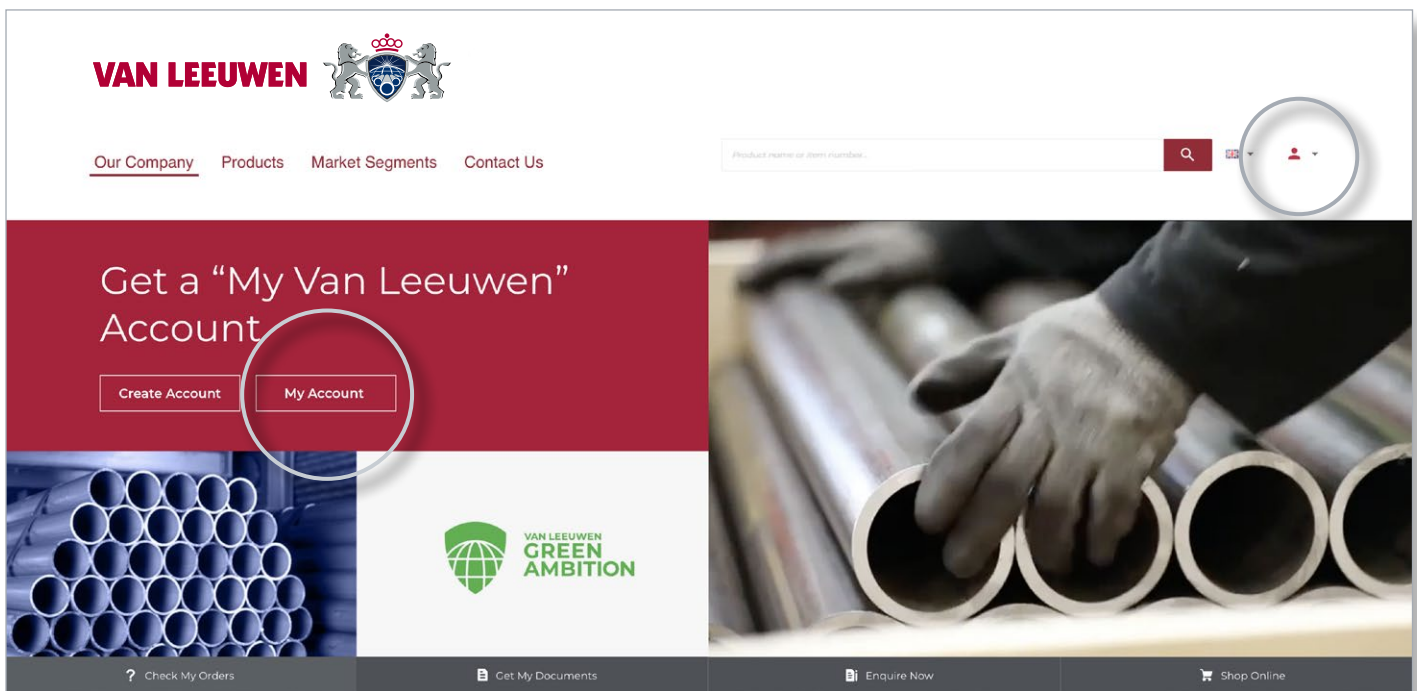 VAN LEEUWEN
Our Company Products Market Segments Contact Us
Product name or item number...
Get a “My Van Leeuwen”
Account
Create Account My Account
VAN LEEUWEN
GREEN
AMBITION
? Check My Orders Get My Documents Enquire Now Shop Online